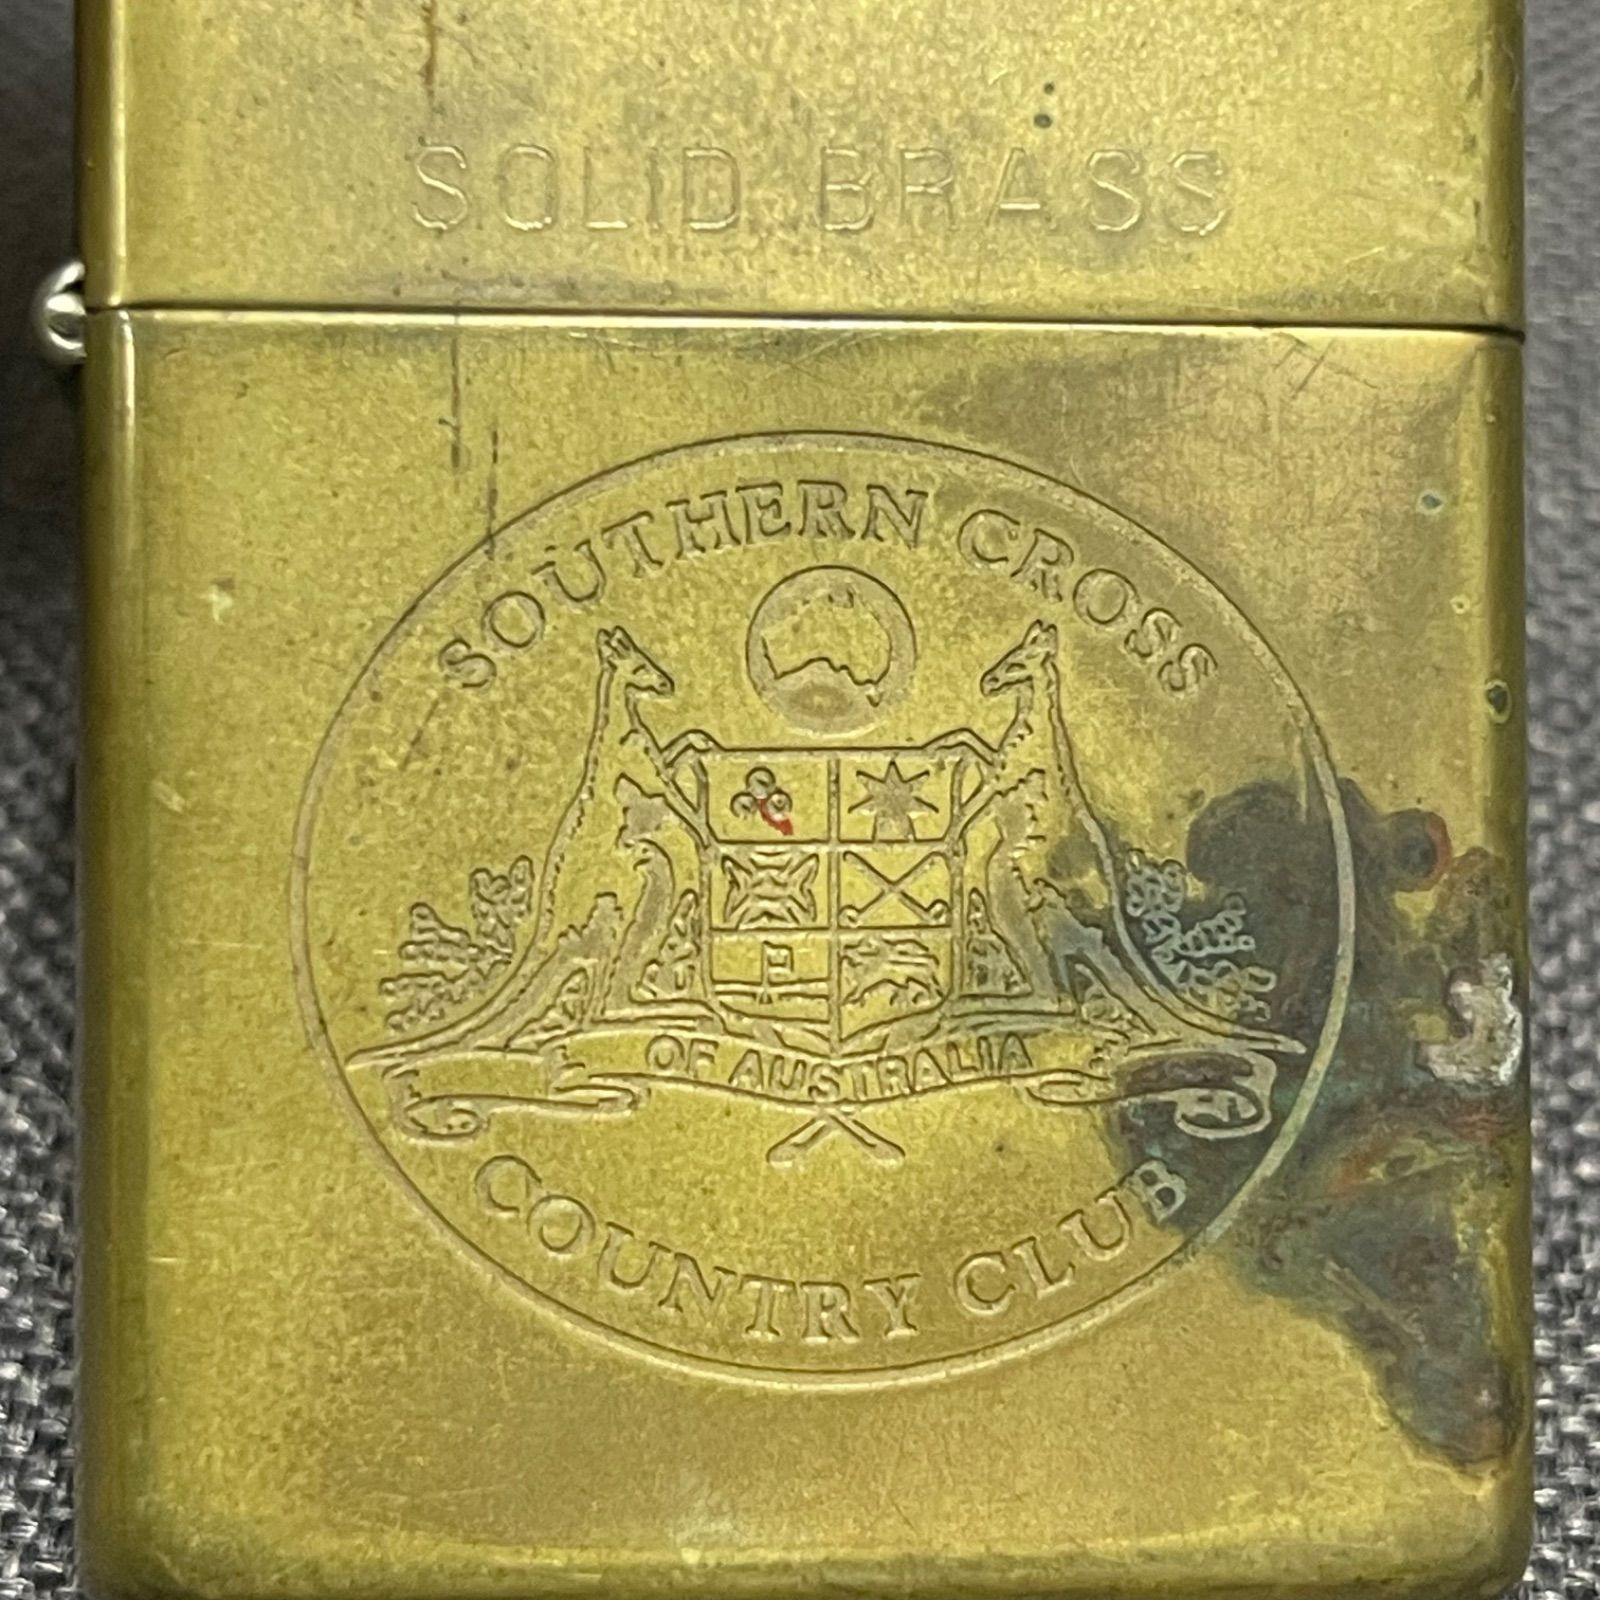 SOLID BRASS
SOUTHERN CROSS
OF AUSTRALIA
COUNTRY CLUB